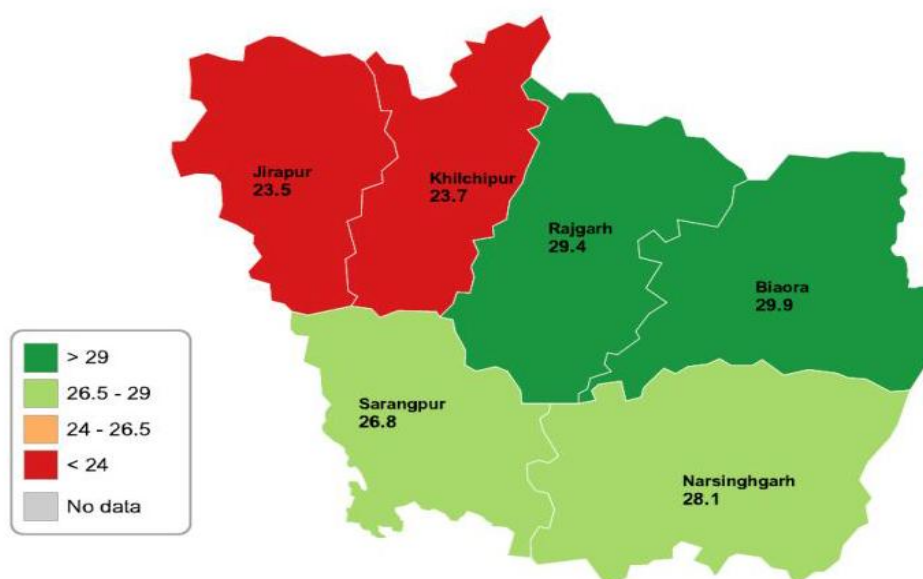 Jirapur
23.5
Khilchipur
23.7
Rajgarh
29.4
Biaora
29.9
Sarangpur
26.8
Narsinghgarh
28.1
> 29
26.5 - 29
24 - 26.5
< 24
No data